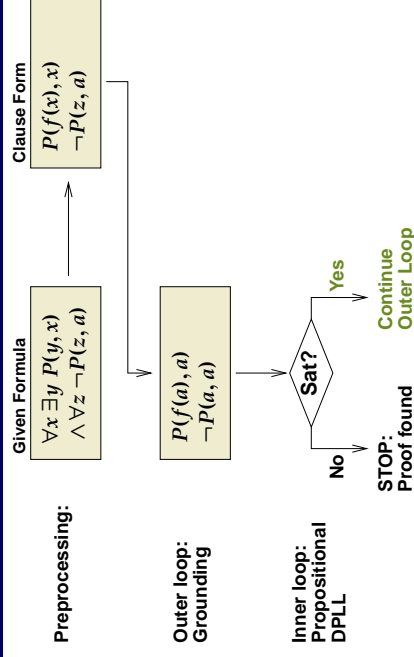 Given Formula
Clause Form
Preprocessing:
∀x ∃y P(y, x)
∧ ∀z ¬P(z, a)
P(f(x), x)
¬P(z, a)
Outer loop:
Grounding
P(f(a), a)
¬P(a, a)
Inner loop:
Propositional
DPLL
Sat?
No
Yes
STOP:
Proof found
Continue
Outer Loop